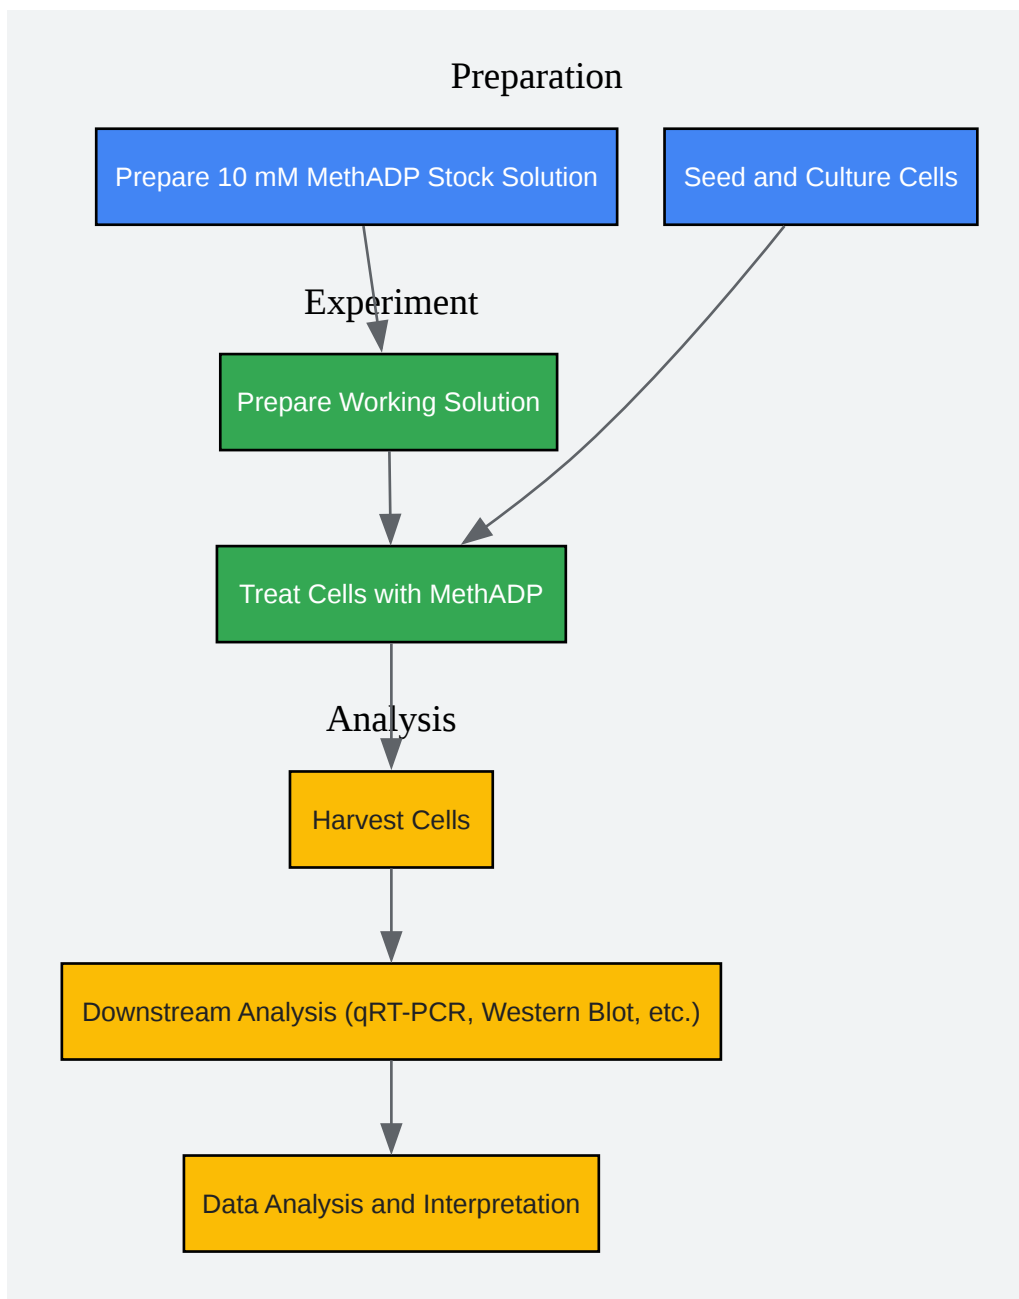 Preparation
Prepare 10 mM MethADP Stock Solution
Seed and Culture Cells
Experiment
Prepare Working Solution
Treat Cells with MethADP
Analysis
Harvest Cells
Downstream Analysis (qRT-PCR, Western Blot, etc.)
Data Analysis and Interpretation